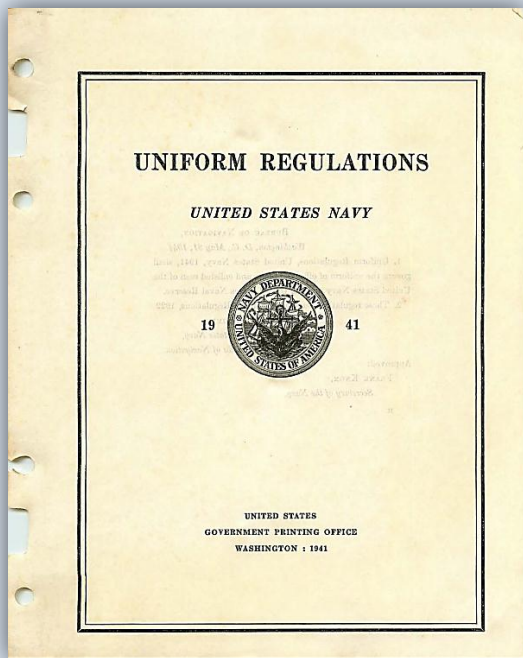 UNIFORM REGULATIONS
UNITED STATES NAVY
NAVY DEPARTMENT
19 41
UNITED STATES OF AMERICA
UNITED STATES
GOVERNMENT PRINTING OFFICE
WASHINGTON : 1941